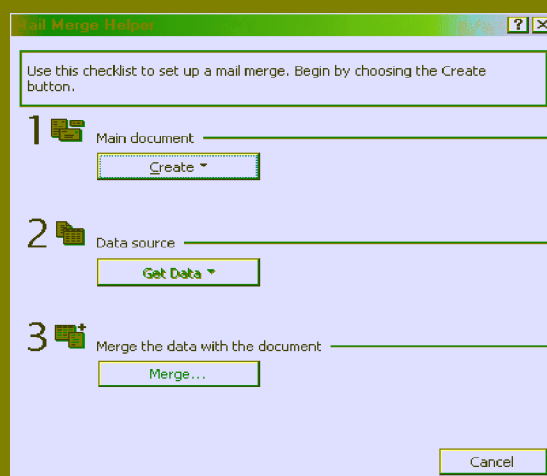 Mail Merge Helper
Use this checklist to set up a mail merge. Begin by choosing the Create
button.
1 Main document
Create
2 Data source
Get Data
3 Merge the data with the document
Merge...
Cancel